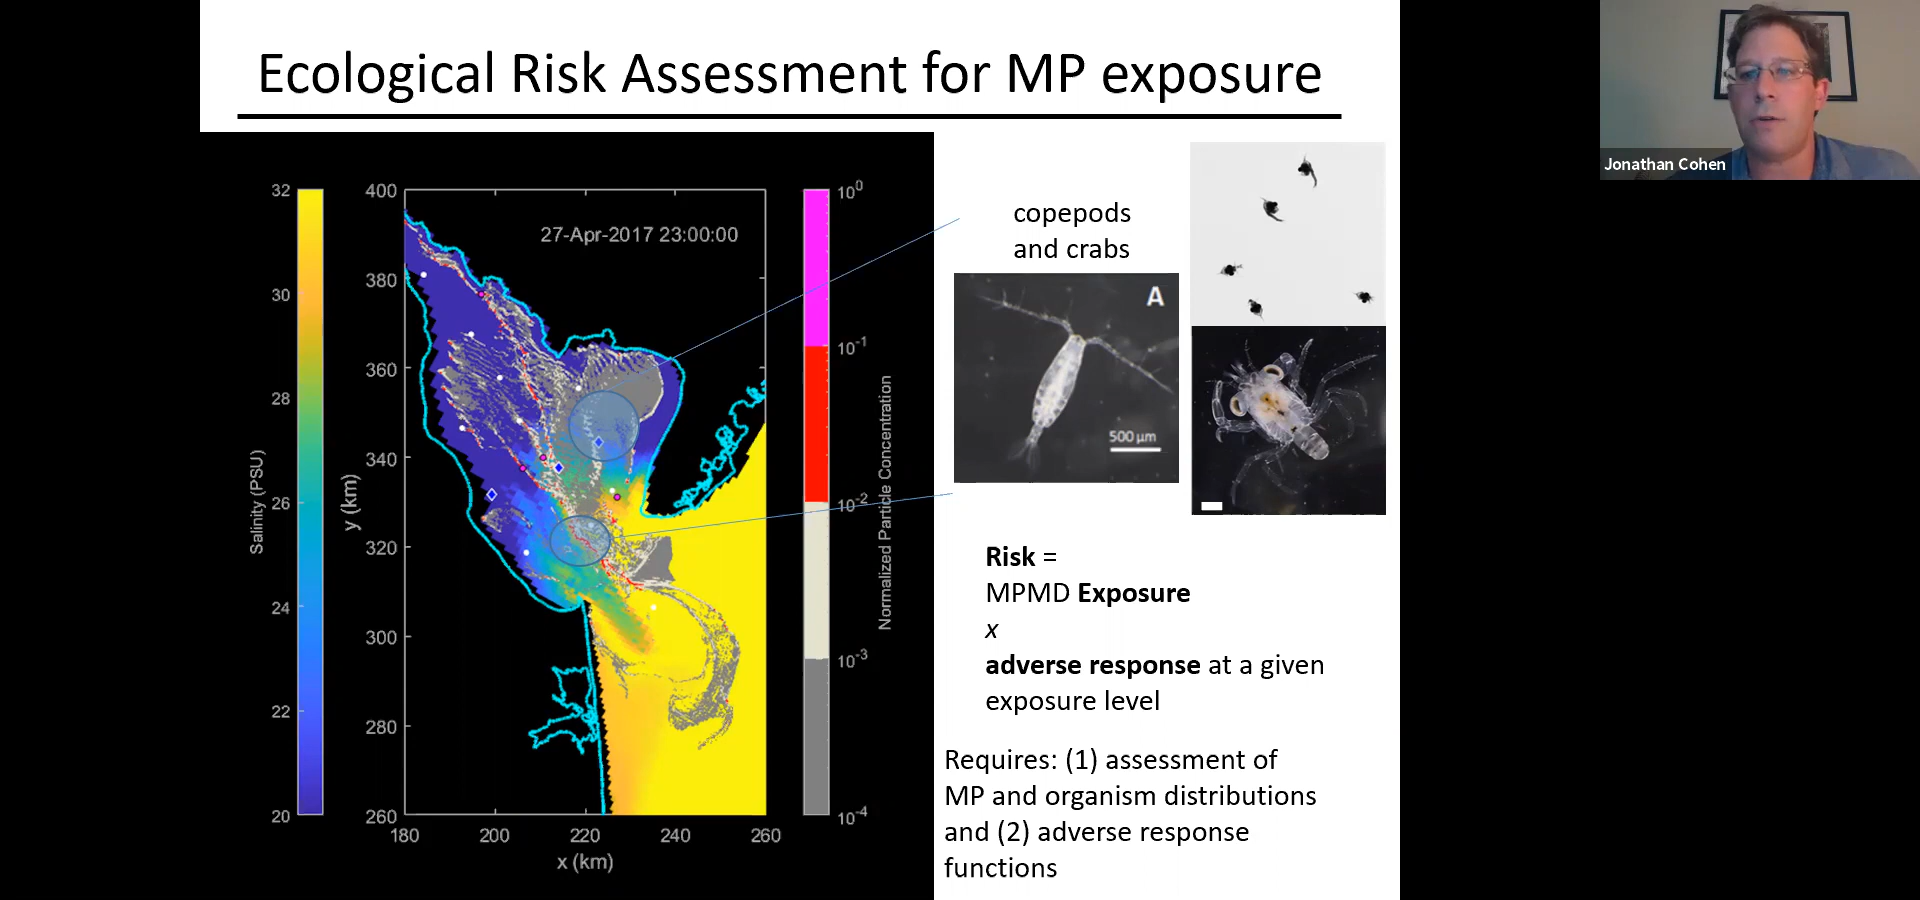 Ecological Risk Assessment for MP exposure
Jonathan Cohen
27-Apr-2017 23:00:00
32
30
28
26
24
22
20
Salinity (PSU)
400
380
360
340
320
300
280
260
y (km)
180
200
220
240
260
x (km)
10⁰
10⁻¹
10⁻²
10⁻³
10⁻⁴
Normalized Particle Concentration
copepods
and crabs
A
500 µm
Risk =
MPMD Exposure
x
adverse response at a given
exposure level
Requires: (1) assessment of
MP and organism distributions
and (2) adverse response
functions